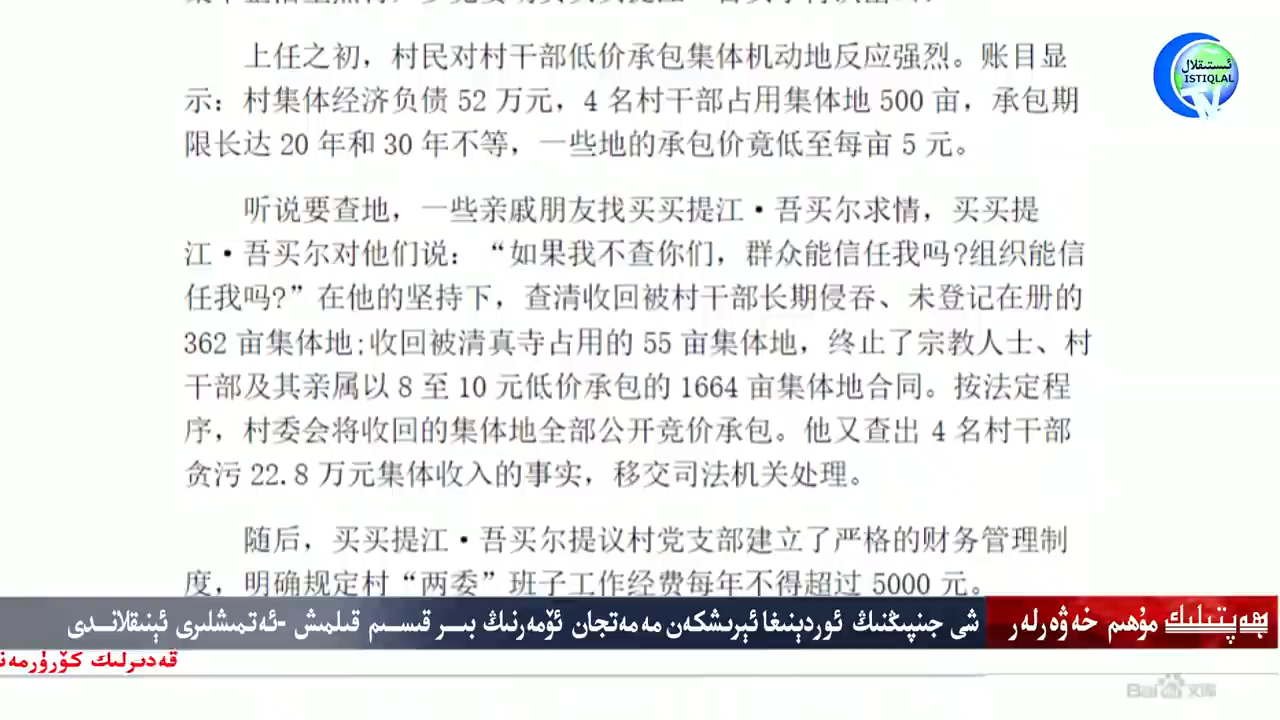 上任之初，村民对村干部低价承包集体机动地反应强烈。账目显
示：村集体经济负债 52 万元，4 名村干部占用集体地 500 亩，承包期
限长达 20 年和 30 年不等，一些地的承包价竟低至每亩 5 元。
听说要查地，一些亲戚朋友找买买提江·吾买尔求情，买买提
江·吾买尔对他们说：“如果我不查你们，群众能信任我吗?组织能信
任我吗?”在他的坚持下，查清收回被村干部长期侵吞、未登记在册的
362 亩集体地;收回被清真寺占用的 55 亩集体地，终止了宗教人士、村
干部及其亲属以 8 至 10 元低价承包的 1664 亩集体地合同。按法定程
序，村委会将收回的集体地全部公开竞价承包。他又查出 4 名村干部
贪污 22.8 万元集体收入的事实，移交司法机关处理。
随后，买买提江·吾买尔提议村党支部建立了严格的财务管理制
度，明确规定村“两委”班子工作经费每年不得超过 5000 元。
ئىستىقلال
ISTIQLAL
TV
ھەپتىلىك مۇھىم خەۋەرلەر
شى جىنپىڭنىڭ ئوردېنىغا ئېرىشكەن مەمەتجان ئۆمەرنىڭ بىر قىسىم قىلمىش -ئەتمىشلىرى ئېنىقلاندى
قەدىرلىك كۆرۈرمەن
Bai du 文库